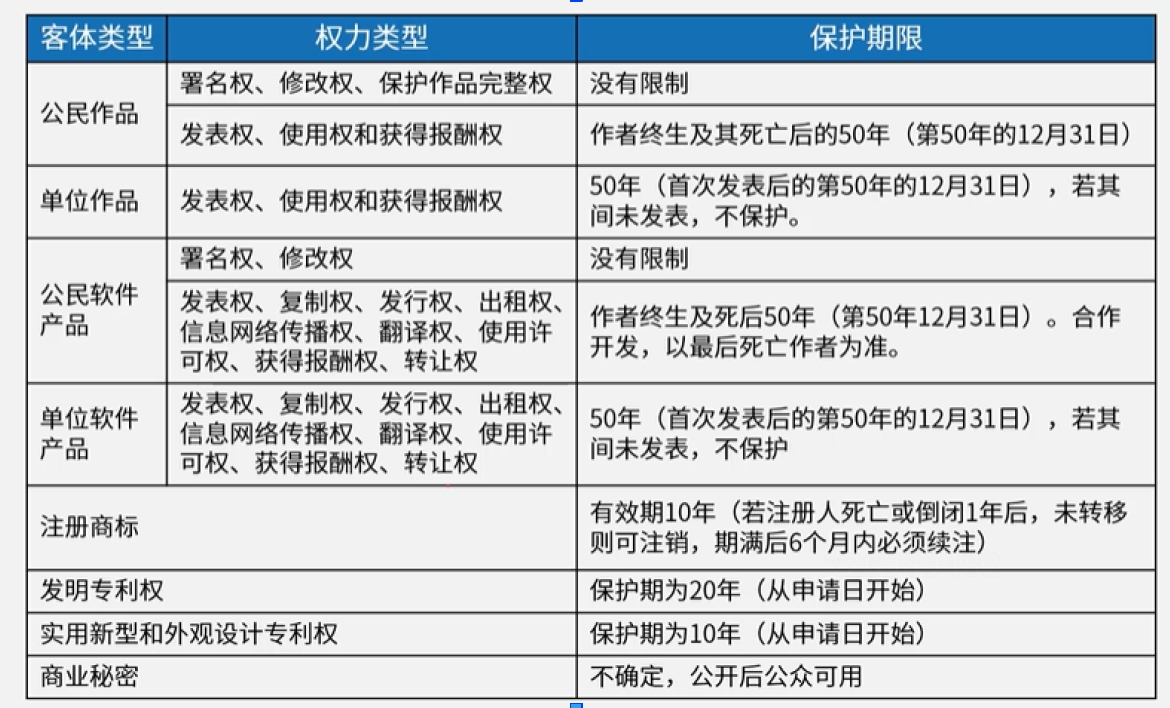 客体类型 权力类型 保护期限
公民作品
署名权、修改权、保护作品完整权
没有限制
发表权、使用权和获得报酬权
作者终生及其死亡后的50年（第50年的12月31日）
单位作品
发表权、使用权和获得报酬权
50年（首次发表后的第50年的12月31日），若其
间未发表，不保护。
公民软件
产品
署名权、修改权
没有限制
发表权、复制权、发行权、出租权、
信息网络传播权、翻译权、使用许
可权、获得报酬权、转让权
作者终生及死后50年（第50年12月31日）。合作
开发，以最后死亡作者为准。
单位软件
产品
发表权、复制权、发行权、出租权、
信息网络传播权、翻译权、使用许
可权、获得报酬权、转让权
50年（首次发表后的第50年的12月31日），若其
间未发表，不保护
注册商标
有效期10年（若注册人死亡或倒闭1年后，未转移
则可注销，期满后6个月内必须续注）
发明专利权
保护期为20年（从申请日开始）
实用新型和外观设计专利权
保护期为10年（从申请日开始）
商业秘密
不确定，公开后公众可用